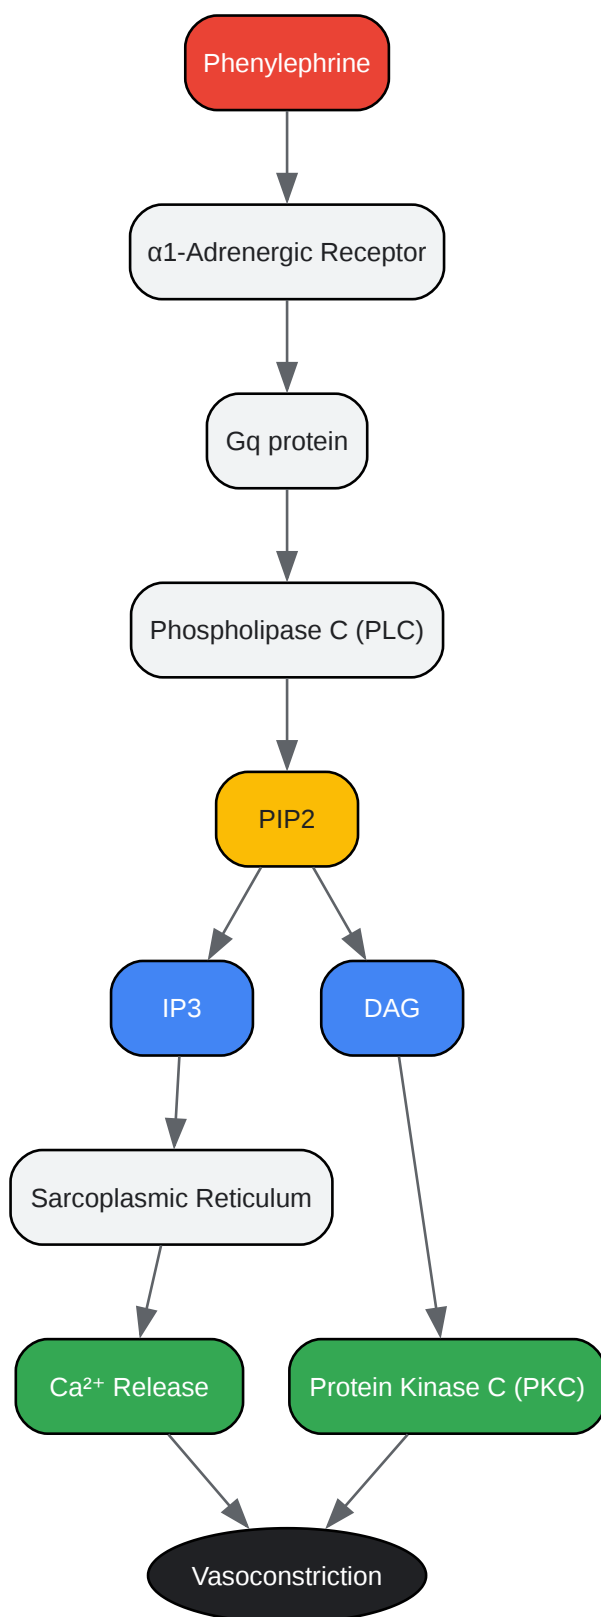 Phenylephrine
α1-Adrenergic Receptor
Gq protein
Phospholipase C (PLC)
PIP2
IP3
DAG
Sarcoplasmic Reticulum
Ca²⁺ Release
Protein Kinase C (PKC)
Vasoconstriction